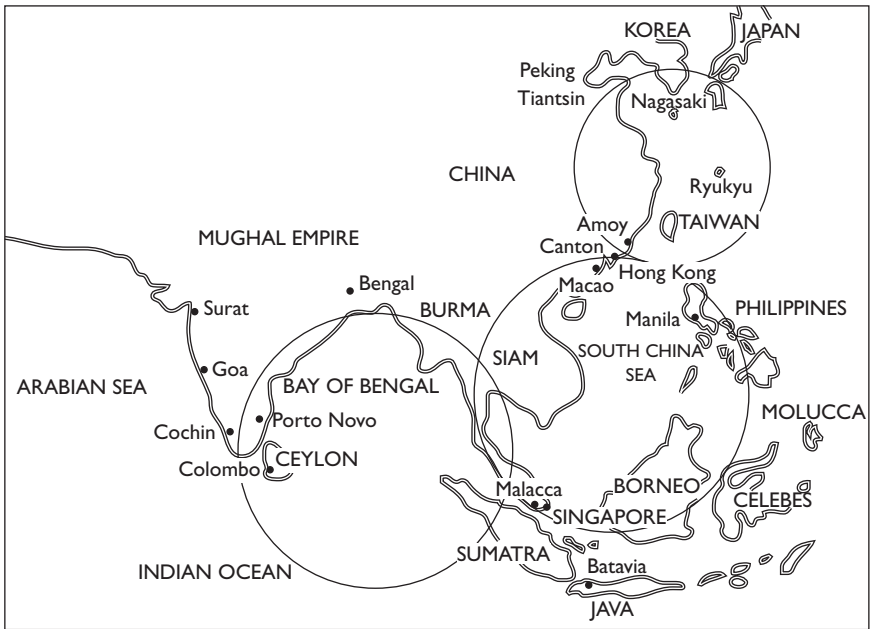 KOREA
JAPAN
Peking
Tiantsin
Nagasaki
CHINA
Ryukyu
Amoy
TAIWAN
MUGHAL EMPIRE
Canton
Hong Kong
Bengal
Macao
BURMA
Surat
Manila
PHILIPPINES
SIAM
SOUTH CHINA
SEA
Goa
ARABIAN SEA
BAY OF BENGAL
MOLUCCA
Cochin
Porto Novo
Colombo
CEYLON
Malacca
BORNEO
CELEBES
SINGAPORE
SUMATRA
INDIAN OCEAN
Batavia
JAVA